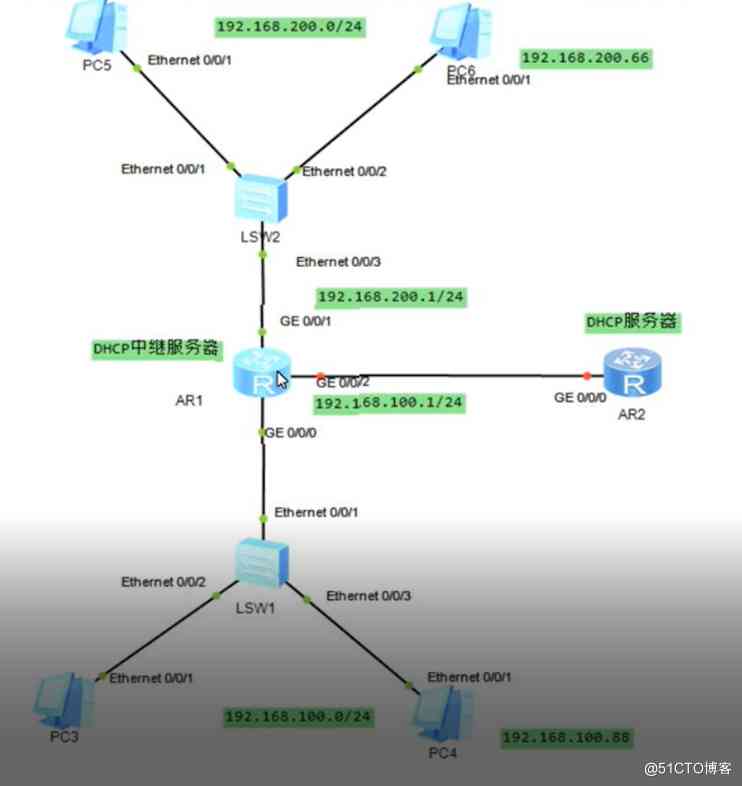 192.168.200.0/24
PC5
Ethernet 0/0/1
192.168.200.66
PC6
Ethernet 0/0/1
Ethernet 0/0/1
Ethernet 0/0/2
LSW2
Ethernet 0/0/3
192.168.200.1/24
GE 0/0/1
DHCP服务器
DHCP中继服务器
R
R
GE 0/0/2
GE 0/0/0
AR1
192.168.100.1/24
AR2
GE 0/0/0
Ethernet 0/0/1
Ethernet 0/0/2
Ethernet 0/0/3
LSW1
Ethernet 0/0/1
Ethernet 0/0/1
192.168.100.0/24
PC3
192.168.100.88
PC4
@51CTO博客